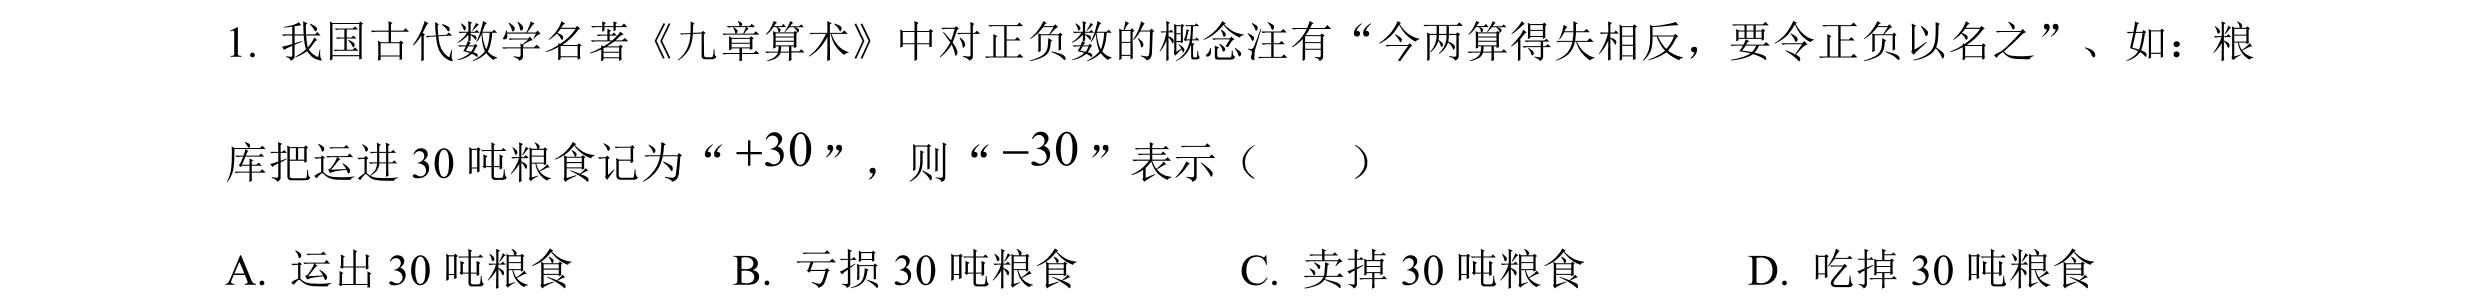 1. 我国古代数学名著《九章算术》中对正负数的概念注有“今两算得失相反，要令正负以名之”、如：粮
库把运进 30 吨粮食记为“+30”，则“−30”表示（　　）
A. 运出 30 吨粮食　　B. 亏损 30 吨粮食　　C. 卖掉 30 吨粮食　　D. 吃掉 30 吨粮食